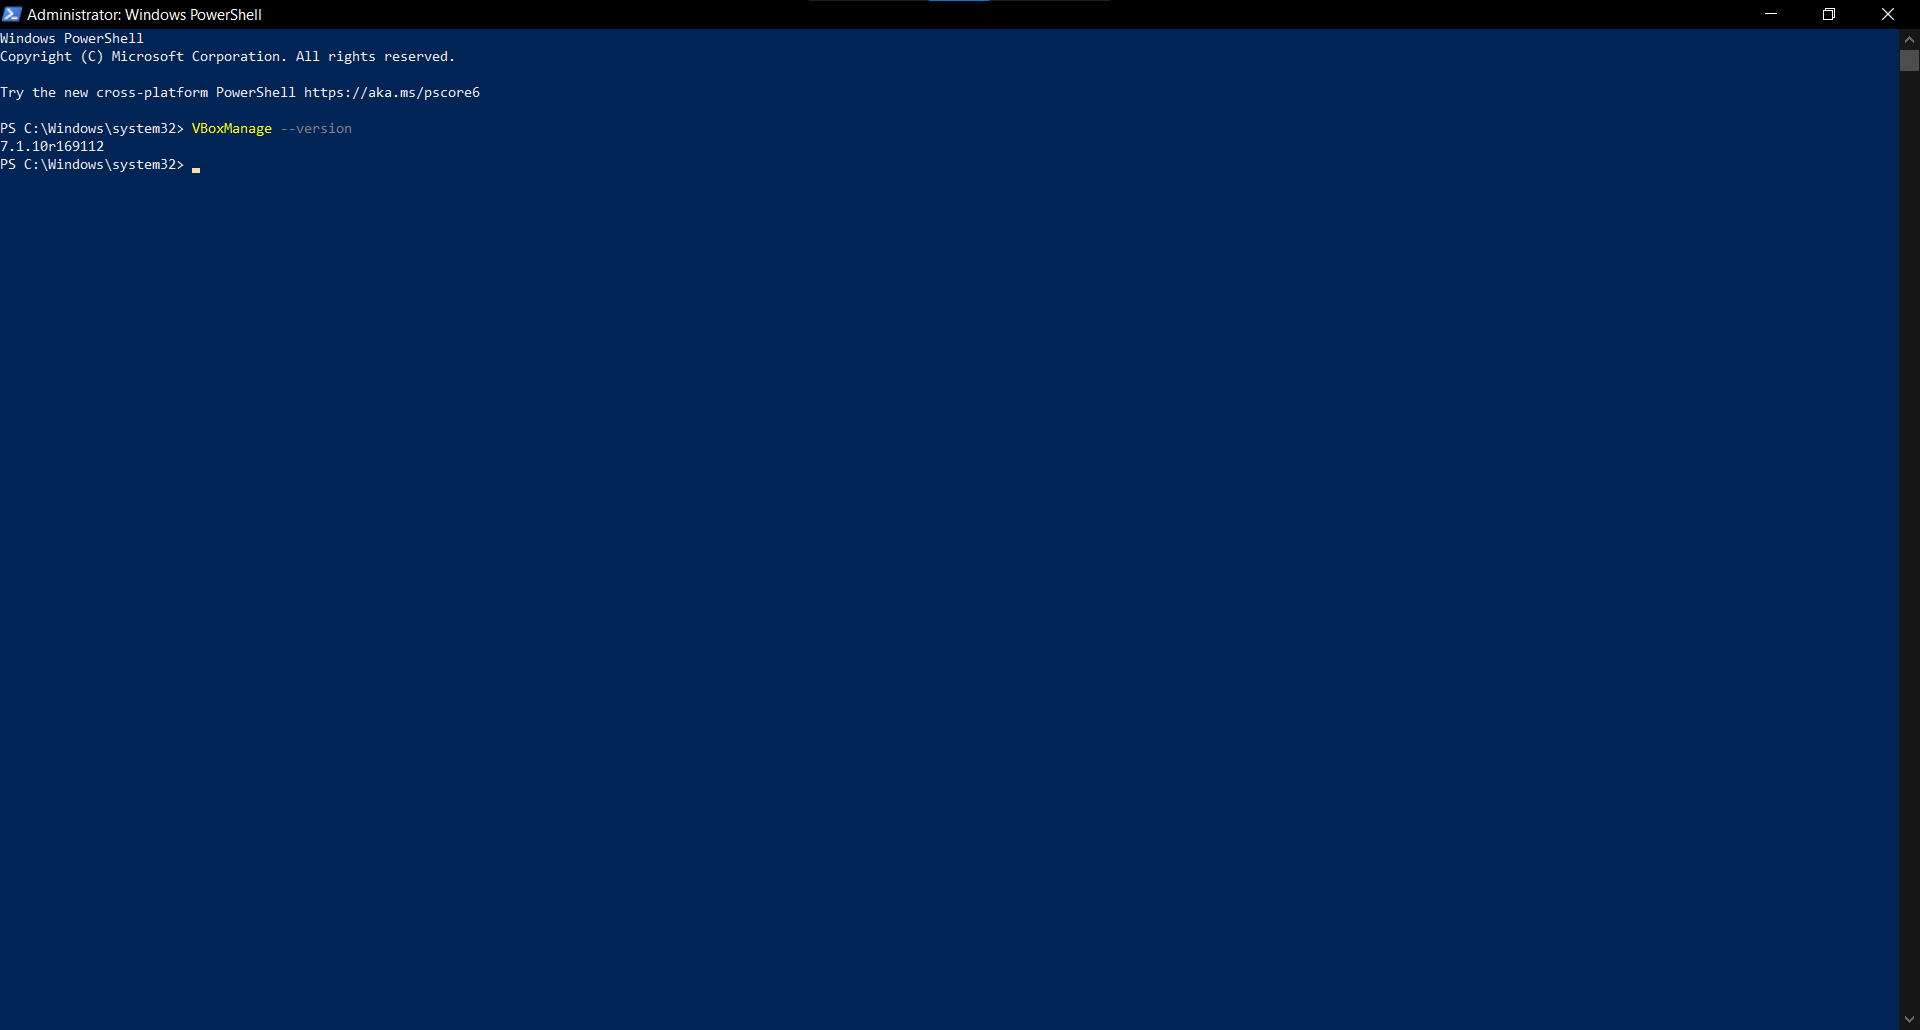 Administrator: Windows PowerShell
Windows PowerShell
Copyright (C) Microsoft Corporation. All rights reserved.
Try the new cross-platform PowerShell https://aka.ms/pscore6
PS C:\Windows\system32> VBoxManage --version
7.1.10r169112
PS C:\Windows\system32>